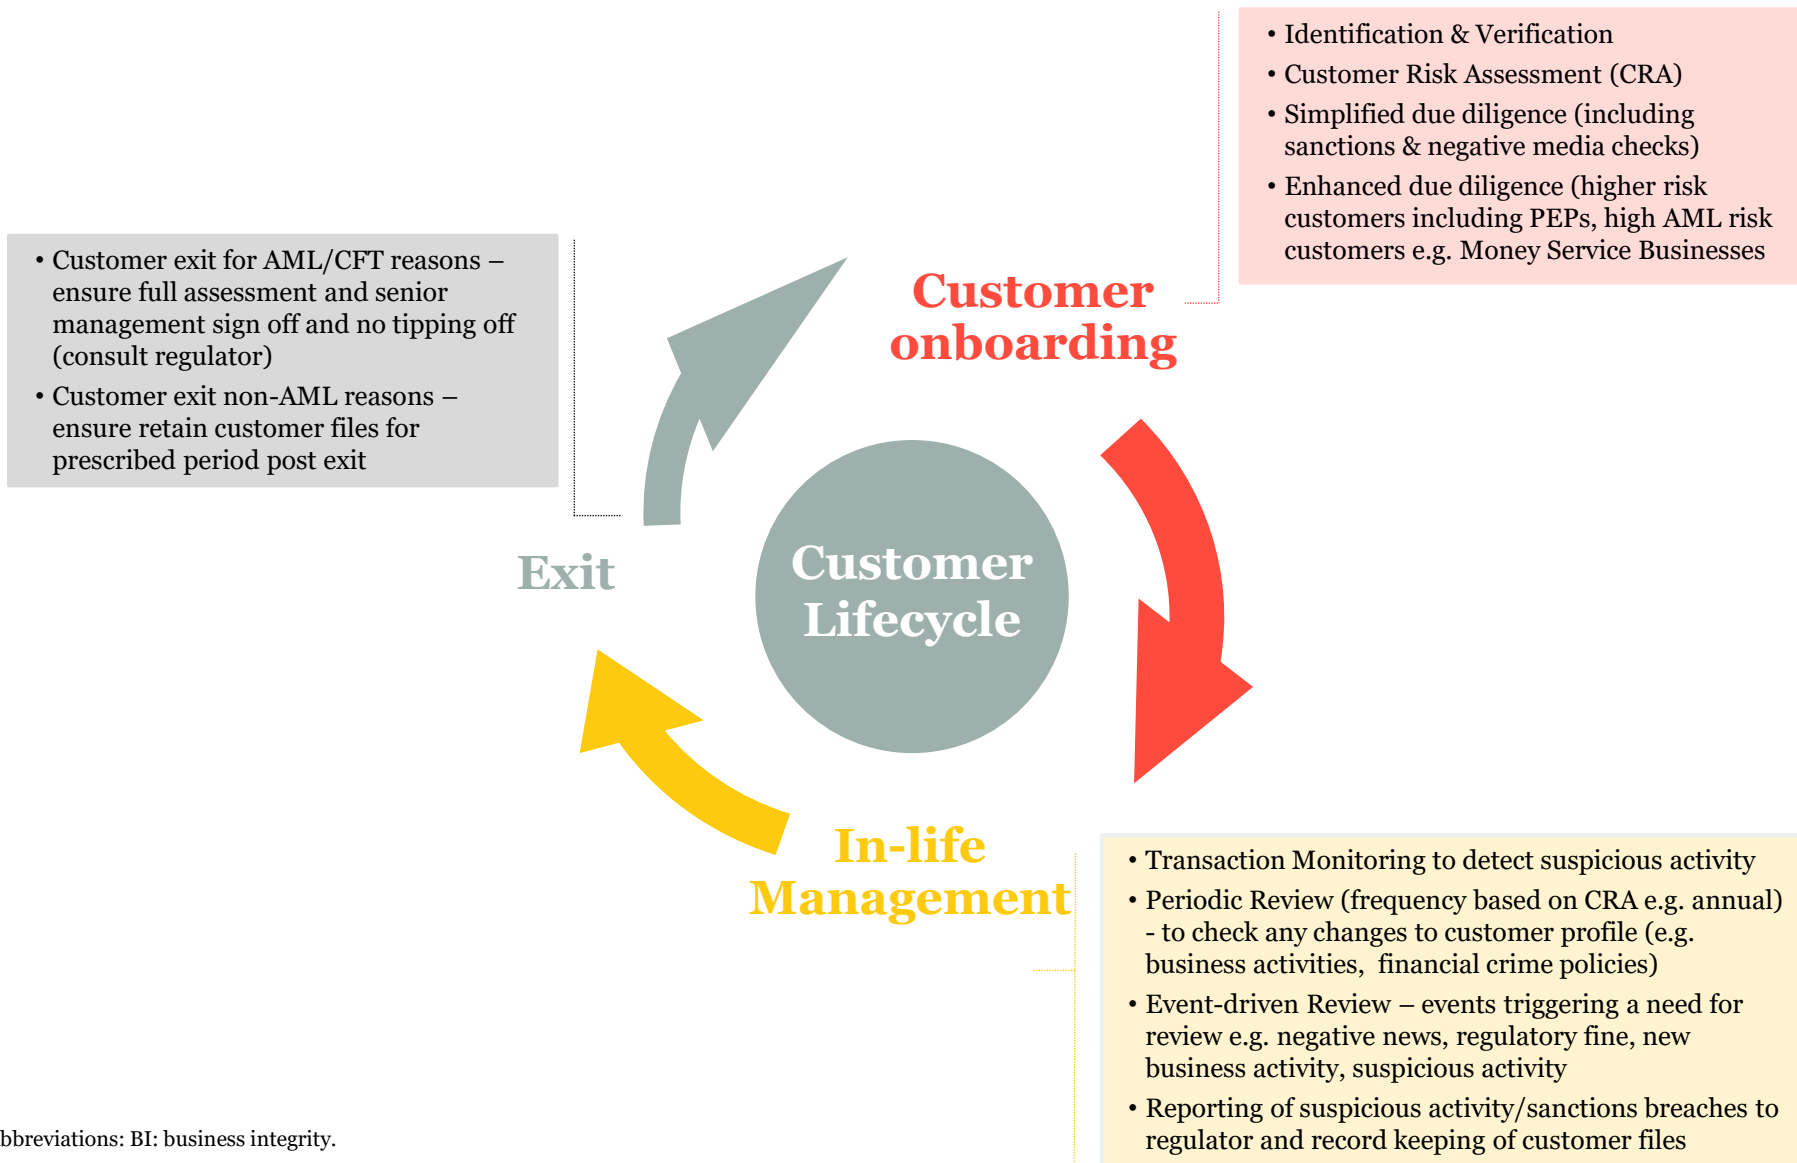 • Identification & Verification
• Customer Risk Assessment (CRA)
• Simplified due diligence (including
sanctions & negative media checks)
• Enhanced due diligence (higher risk
customers including PEPs, high AML risk
customers e.g. Money Service Businesses
• Customer exit for AML/CFT reasons –
ensure full assessment and senior
management sign off and no tipping off
(consult regulator)
• Customer exit non-AML reasons –
ensure retain customer files for
prescribed period post exit
Customer
onboarding
Exit
Customer
Lifecycle
In-life
Management
• Transaction Monitoring to detect suspicious activity
• Periodic Review (frequency based on CRA e.g. annual)
- to check any changes to customer profile (e.g.
business activities, financial crime policies)
• Event-driven Review – events triggering a need for
review e.g. negative news, regulatory fine, new
business activity, suspicious activity
• Reporting of suspicious activity/sanctions breaches to
regulator and record keeping of customer files
bbreviations: BI: business integrity.